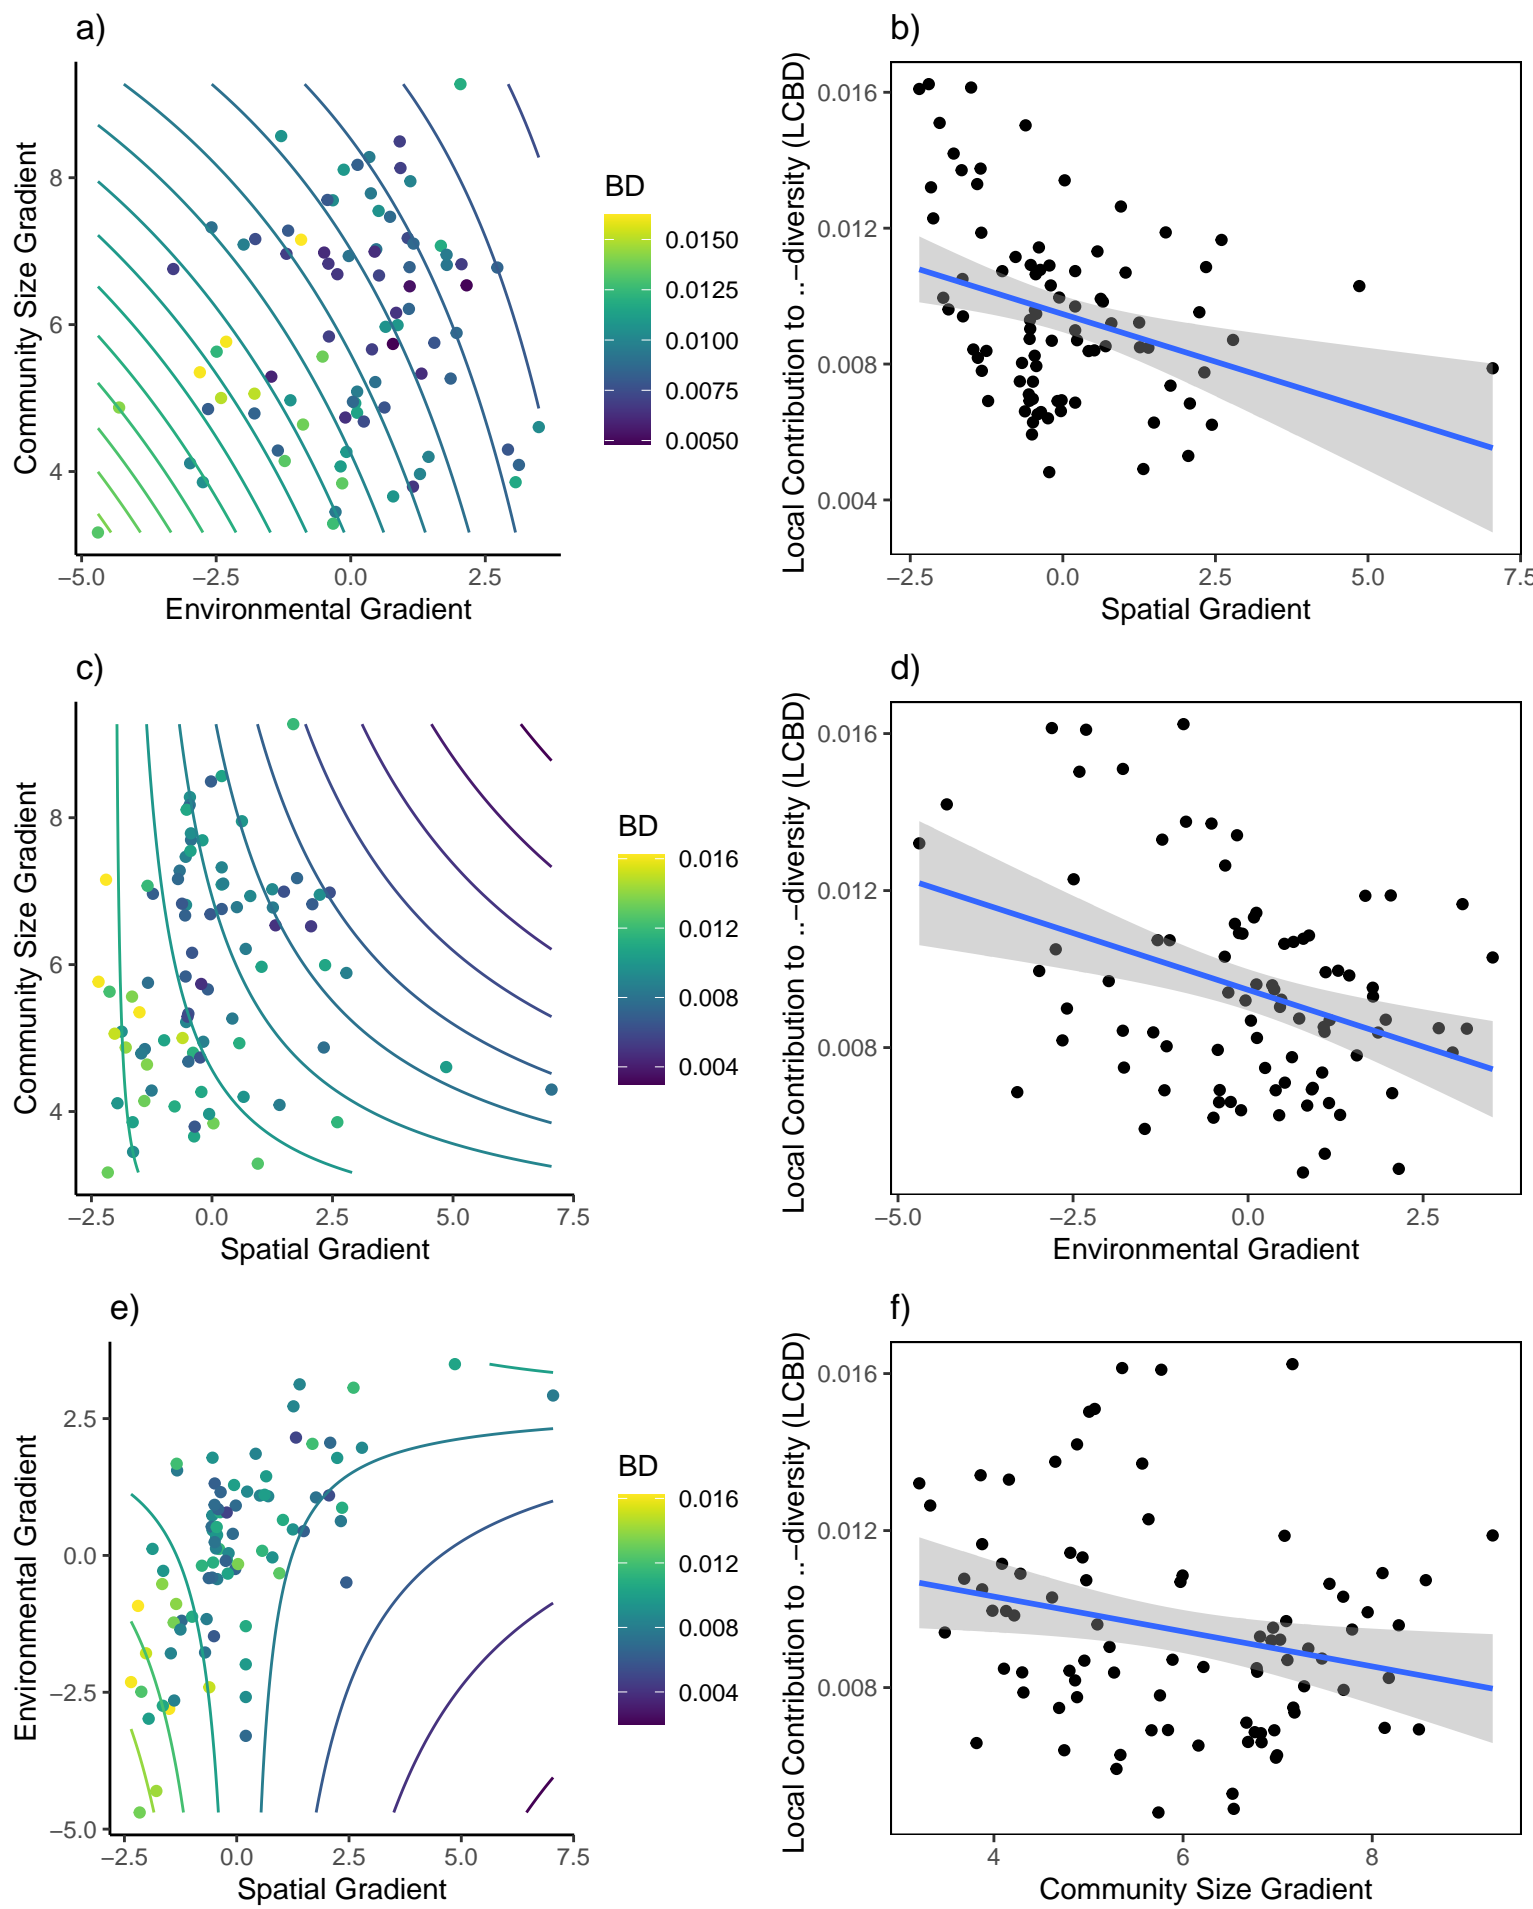 a)
Community Size Gradient
8
6
4
−5.0 −2.5 0.0 2.5
Environmental Gradient
BD
0.0150
0.0125
0.0100
0.0075
0.0050
b)
Local Contribution to ..−diversity (LCBD)
0.016
0.012
0.008
0.004
−2.5 0.0 2.5 5.0 7.5
Spatial Gradient
c)
Community Size Gradient
8
6
4
−2.5 0.0 2.5 5.0 7.5
Spatial Gradient
BD
0.016
0.012
0.008
0.004
d)
Local Contribution to ..−diversity (LCBD)
0.016
0.012
0.008
−5.0 −2.5 0.0 2.5
Environmental Gradient
e)
Environmental Gradient
2.5
0.0
−2.5
−5.0
−2.5 0.0 2.5 5.0 7.5
Spatial Gradient
BD
0.016
0.012
0.008
0.004
f)
Local Contribution to ..−diversity (LCBD)
0.016
0.012
0.008
4 6 8
Community Size Gradient